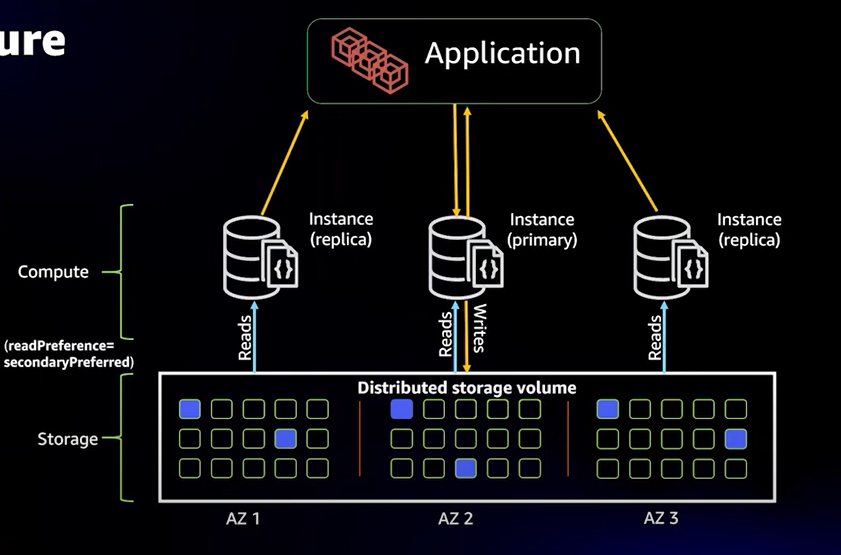 ure
Application
Instance
(replica)
Instance
(primary)
Instance
(replica)
Compute
Reads
Reads
Writes
Reads
(readPreference=
secondaryPreferred)
Distributed storage volume
Storage
AZ 1
AZ 2
AZ 3